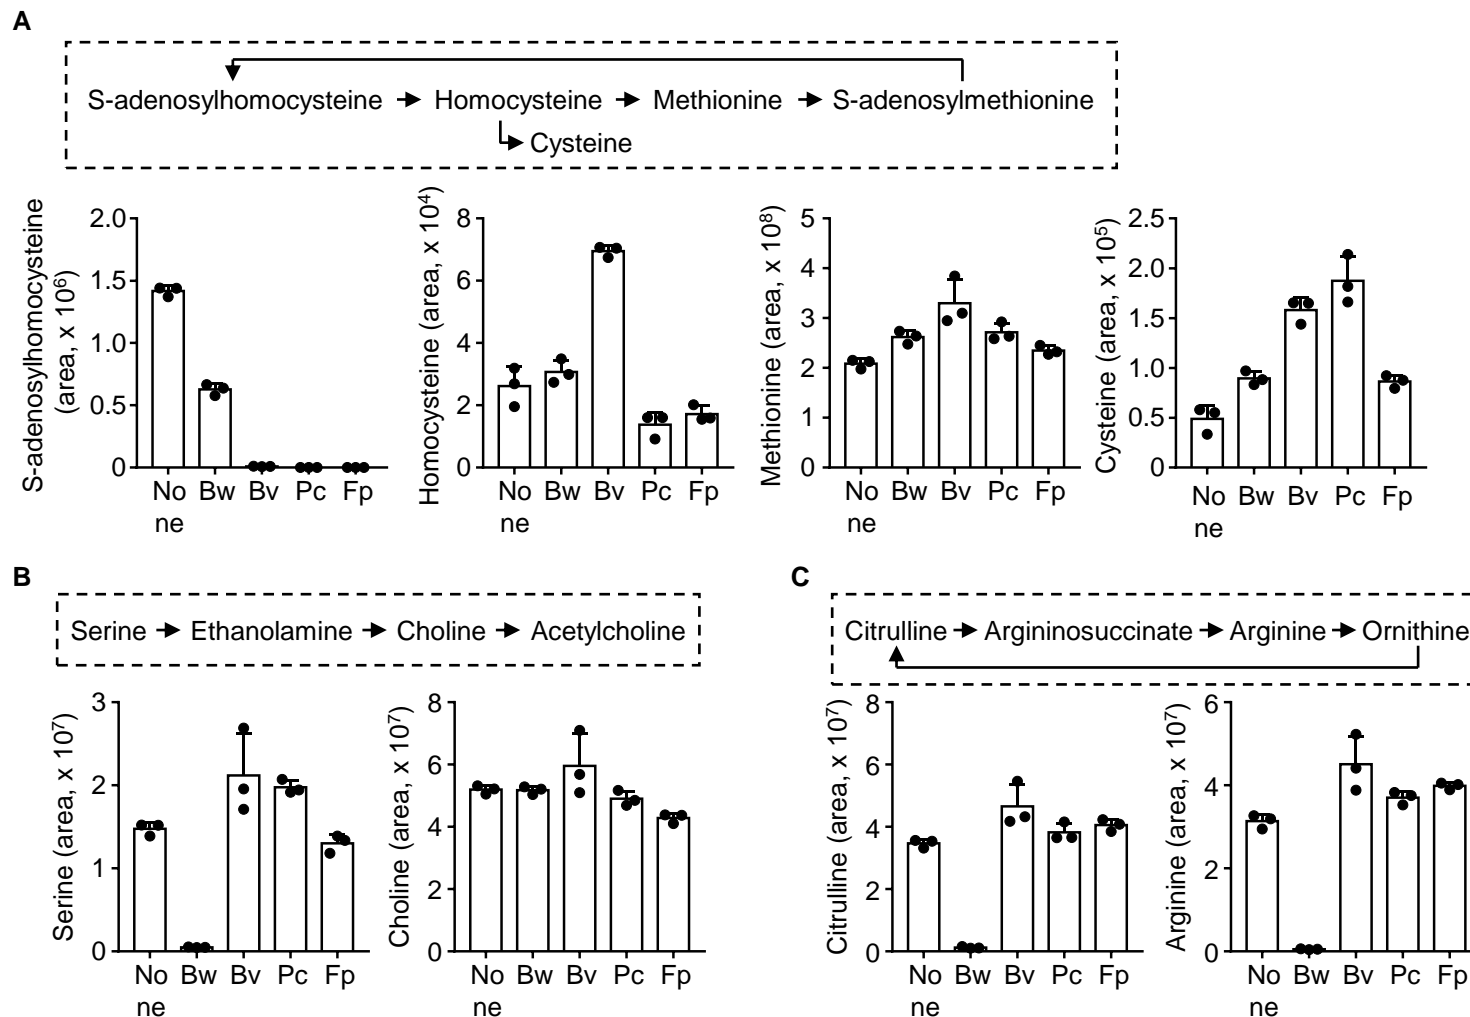 A
S-adenosylhomocysteine Homocysteine Methionine S-adenosylmethionine
Cysteine
S-adenosylhomocysteine
(area, x 10⁶)
2.0
1.5
1.0
0.5
0
No
ne
Bw
Bv
Pc
Fp
Homocysteine (area, x 10⁴)
8
6
4
2
0
No
ne
Bw
Bv
Pc
Fp
Methionine (area, x 10⁸)
5
4
3
2
1
0
No
ne
Bw
Bv
Pc
Fp
Cysteine (area, x 10⁵)
2.5
2.0
1.5
1.0
0.5
0
No
ne
Bw
Bv
Pc
Fp
B
Serine Ethanolamine Choline Acetylcholine
Serine (area, x 10⁷)
3
2
1
0
No
ne
Bw
Bv
Pc
Fp
Choline (area, x 10⁷)
8
6
4
2
0
No
ne
Bw
Bv
Pc
Fp
C
Citrulline Argininosuccinate Arginine Ornithine
Citrulline (area, x 10⁷)
8
6
4
2
0
No
ne
Bw
Bv
Pc
Fp
Arginine (area, x 10⁷)
6
4
2
0
No
ne
Bw
Bv
Pc
Fp